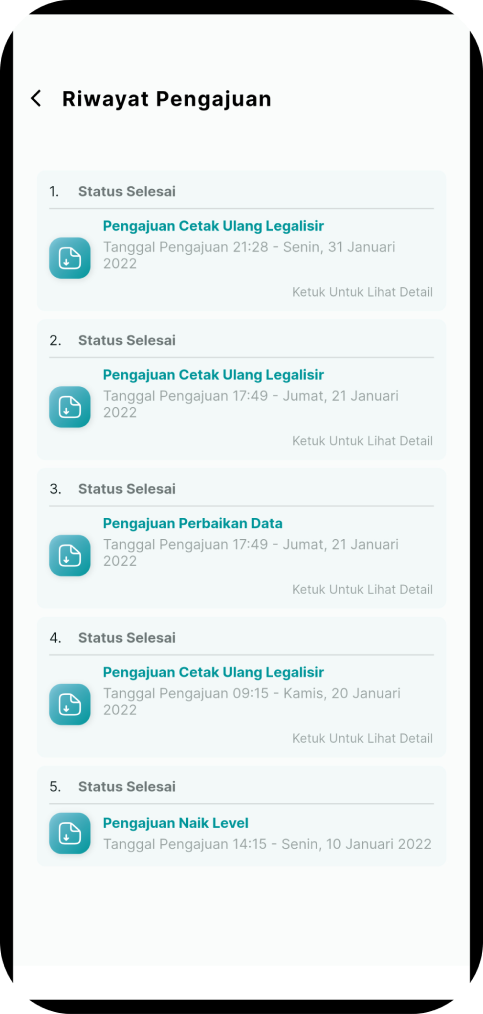 Riwayat Pengajuan
1. Status Selesai
Pengajuan Cetak Ulang Legalisir
Tanggal Pengajuan 21:28 - Senin, 31 Januari
2022
Ketuk Untuk Lihat Detail
2. Status Selesai
Pengajuan Cetak Ulang Legalisir
Tanggal Pengajuan 17:49 - Jumat, 21 Januari
2022
Ketuk Untuk Lihat Detail
3. Status Selesai
Pengajuan Perbaikan Data
Tanggal Pengajuan 17:49 - Jumat, 21 Januari
2022
Ketuk Untuk Lihat Detail
4. Status Selesai
Pengajuan Cetak Ulang Legalisir
Tanggal Pengajuan 09:15 - Kamis, 20 Januari
2022
Ketuk Untuk Lihat Detail
5. Status Selesai
Pengajuan Naik Level
Tanggal Pengajuan 14:15 - Senin, 10 Januari 2022